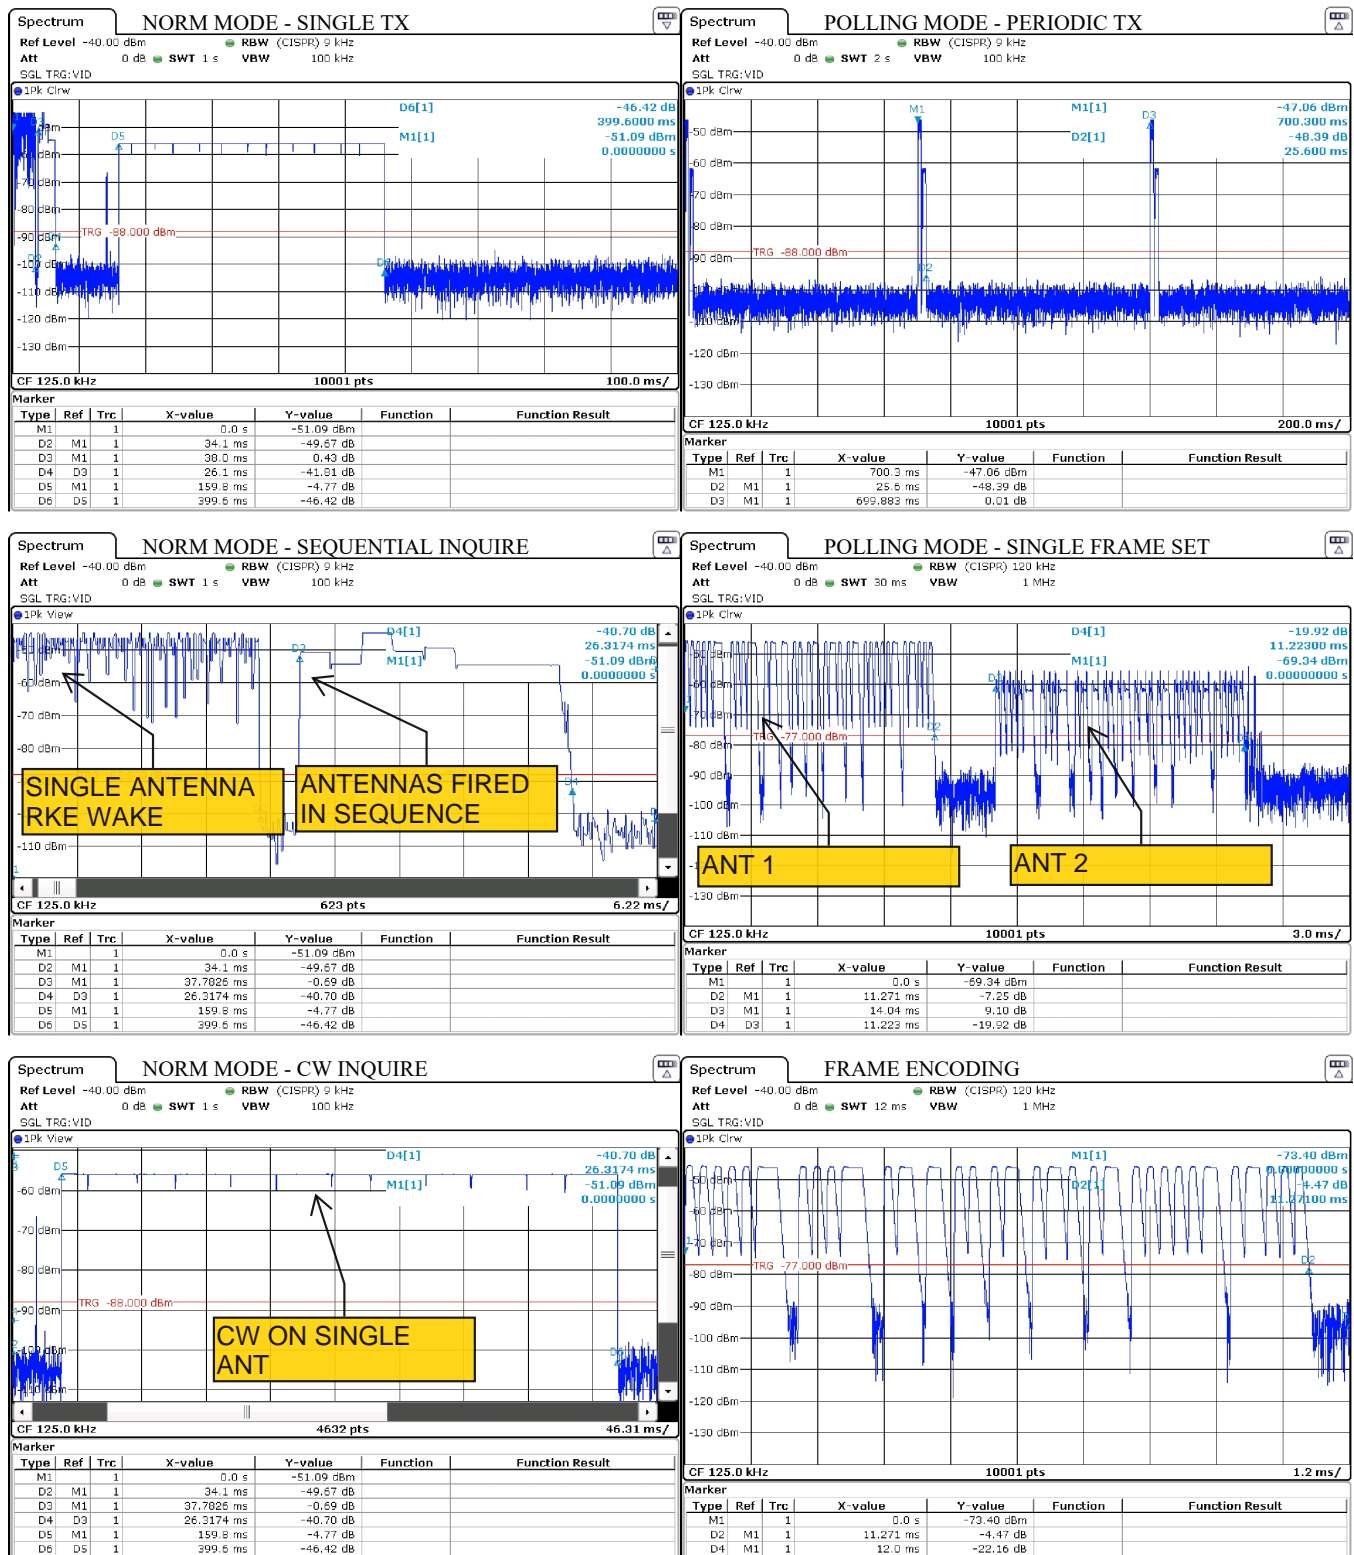 Spectrum NORM MODE - SINGLE TX
Ref Level -40.00 dBm RBW (CISPR) 9 kHz
Att 0 dB SWT 1 s VBW 100 kHz
SGL TRG:VID
1Pk Clrw
D6[1] -46.42 dB
399.6000 ms
M1[1] -51.09 dBm
0.0000000 s
D5
-80 dBm
TRG -88.000 dBm
-90 dBm
-110 dBm
-120 dBm
-130 dBm
CF 125.0 kHz 10001 pts 100.0 ms/
Marker
Type Ref Trc X-value Y-value Function Function Result
M1 1 0.0 s -51.09 dBm
D2 M1 1 34.1 ms -49.67 dB
D3 M1 1 38.0 ms 0.43 dB
D4 D3 1 26.1 ms -41.81 dB
D5 M1 1 159.8 ms -4.77 dB
D6 D5 1 399.6 ms -46.42 dB
Spectrum POLLING MODE - PERIODIC TX
Ref Level -40.00 dBm RBW (CISPR) 9 kHz
Att 0 dB SWT 2 s VBW 100 kHz
SGL TRG:VID
1Pk Clrw
M1[1] -47.06 dBm
700.300 ms
D2[1] -48.39 dB
25.600 ms
M1
D3
D2
-50 dBm
-60 dBm
-70 dBm
-80 dBm
TRG -88.000 dBm
-90 dBm
-110 dBm
-120 dBm
-130 dBm
CF 125.0 kHz 10001 pts 200.0 ms/
Marker
Type Ref Trc X-value Y-value Function Function Result
M1 1 700.3 ms -47.06 dBm
D2 M1 1 25.6 ms -48.39 dB
D3 M1 1 699.883 ms 0.01 dB
Spectrum NORM MODE - SEQUENTIAL INQUIRE
Ref Level -40.00 dBm RBW (CISPR) 9 kHz
Att 0 dB SWT 1 s VBW 100 kHz
SGL TRG:VID
1Pk View
D4[1] -40.70 dB
26.3174 ms
M1[1] -51.09 dBm
0.0000000 s
D3
-60 dBm
-70 dBm
-80 dBm
SINGLE ANTENNA
RKE WAKE
ANTENNAS FIRED
IN SEQUENCE
D4
-110 dBm
CF 125.0 kHz 623 pts 6.22 ms/
Marker
Type Ref Trc X-value Y-value Function Function Result
M1 1 0.0 s -51.09 dBm
D2 M1 1 34.1 ms -49.67 dB
D3 M1 1 37.7826 ms -0.69 dB
D4 D3 1 26.3174 ms -40.70 dB
D5 M1 1 159.8 ms -4.77 dB
D6 D5 1 399.6 ms -46.42 dB
Spectrum POLLING MODE - SINGLE FRAME SET
Ref Level -40.00 dBm RBW (CISPR) 120 kHz
Att 0 dB SWT 30 ms VBW 1 MHz
SGL TRG:VID
1Pk Clrw
D4[1] -19.92 dB
11.22300 ms
M1[1] -69.34 dBm
0.00000000 s
D3
D2
-70 dBm
TRG -77.000 dBm
-80 dBm
-90 dBm
-100 dBm
-110 dBm
ANT 1
ANT 2
-130 dBm
CF 125.0 kHz 10001 pts 3.0 ms/
Marker
Type Ref Trc X-value Y-value Function Function Result
M1 1 0.0 s -69.34 dBm
D2 M1 1 11.271 ms -7.25 dB
D3 M1 1 14.04 ms 9.10 dB
D4 D3 1 11.223 ms -19.92 dB
Spectrum NORM MODE - CW INQUIRE
Ref Level -40.00 dBm RBW (CISPR) 9 kHz
Att 0 dB SWT 1 s VBW 100 kHz
SGL TRG:VID
1Pk View
D4[1] -40.70 dB
26.3174 ms
M1[1] -51.09 dBm
0.0000000 s
D5
-60 dBm
-70 dBm
-80 dBm
TRG -88.000 dBm
-90 dBm
CW ON SINGLE
ANT
D6
CF 125.0 kHz 4632 pts 46.31 ms/
Marker
Type Ref Trc X-value Y-value Function Function Result
M1 1 0.0 s -51.09 dBm
D2 M1 1 34.1 ms -49.67 dB
D3 M1 1 37.7826 ms -0.69 dB
D4 D3 1 26.3174 ms -40.70 dB
D5 M1 1 159.8 ms -4.77 dB
D6 D5 1 399.6 ms -46.42 dB
Spectrum FRAME ENCODING
Ref Level -40.00 dBm RBW (CISPR) 120 kHz
Att 0 dB SWT 12 ms VBW 1 MHz
SGL TRG:VID
1Pk Clrw
M1[1] -73.40 dBm
0.00000000 s
D2[1] -4.47 dB
11.27100 ms
D2
TRG -77.000 dBm
-80 dBm
-90 dBm
-100 dBm
-110 dBm
-120 dBm
-130 dBm
CF 125.0 kHz 10001 pts 1.2 ms/
Marker
Type Ref Trc X-value Y-value Function Function Result
M1 1 0.0 s -73.40 dBm
D2 M1 1 11.271 ms -4.47 dB
D4 M1 1 12.0 ms -22.16 dB